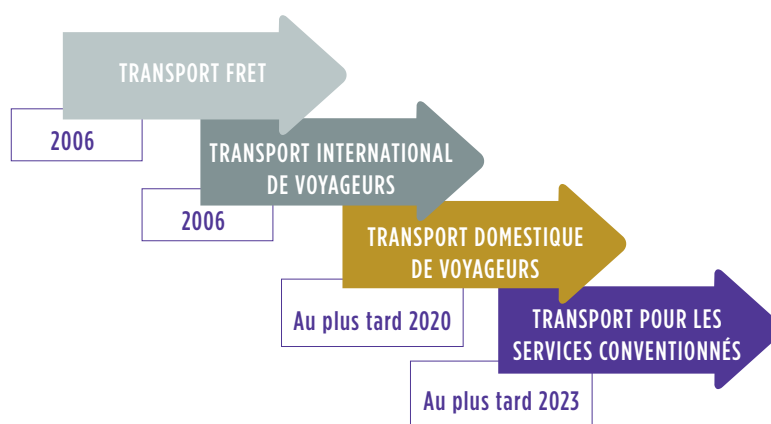 TRANSPORT FRET
2006
TRANSPORT INTERNATIONAL
DE VOYAGEURS
2006
TRANSPORT DOMESTIQUE
DE VOYAGEURS
Au plus tard 2020
TRANSPORT POUR LES
SERVICES CONVENTIONNÉS
Au plus tard 2023